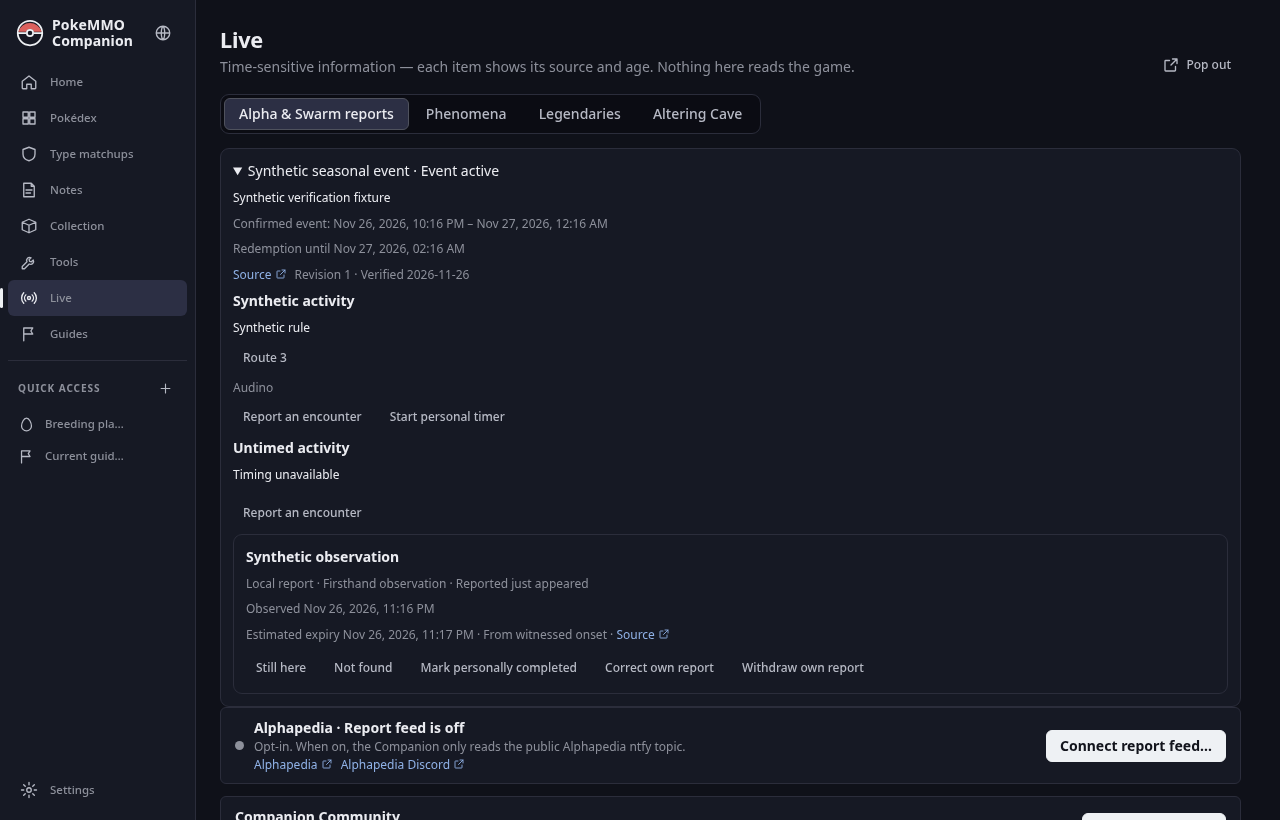 PokeMMO
Companion
Home
Pokédex
Type matchups
Notes
Collection
Tools
Live
Guides
QUICK ACCESS
Breeding pla...
Current guid...
Settings
Live
Time-sensitive information — each item shows its source and age. Nothing here reads the game.
Pop out
Alpha & Swarm reports
Phenomena
Legendaries
Altering Cave
Synthetic seasonal event · Event active
Synthetic verification fixture
Confirmed event: Nov 26, 2026, 10:16 PM – Nov 27, 2026, 12:16 AM
Redemption until Nov 27, 2026, 02:16 AM
Source Revision 1 · Verified 2026-11-26
Synthetic activity
Synthetic rule
Route 3
Audino
Report an encounter Start personal timer
Untimed activity
Timing unavailable
Report an encounter
Synthetic observation
Local report · Firsthand observation · Reported just appeared
Observed Nov 26, 2026, 11:16 PM
Estimated expiry Nov 26, 2026, 11:17 PM · From witnessed onset · Source
Still here Not found Mark personally completed Correct own report Withdraw own report
Alphapedia · Report feed is off
Opt-in. When on, the Companion only reads the public Alphapedia ntfy topic.
Alphapedia Alphapedia Discord
Connect report feed...
Companion Community